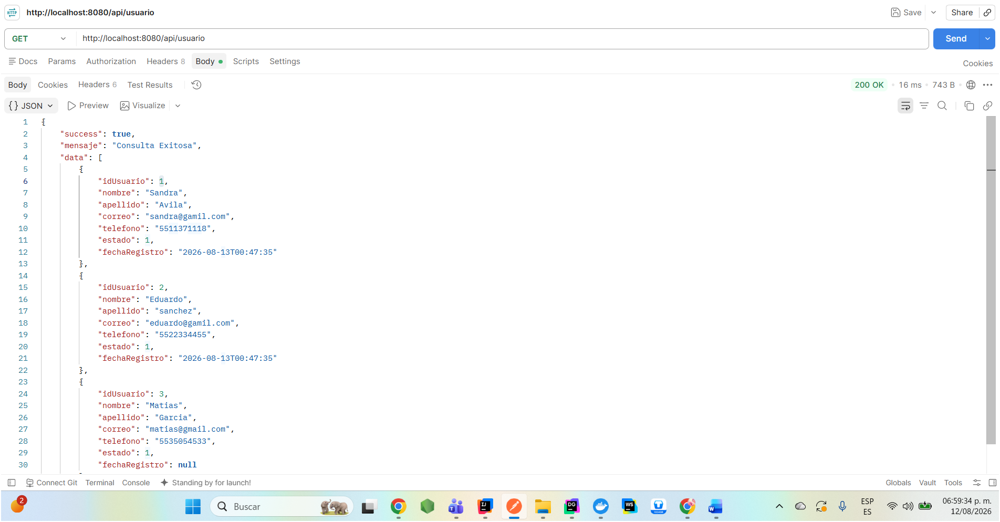 HTTP http://localhost:8080/api/usuario Save Share
GET http://localhost:8080/api/usuario Send
Docs Params Authorization Headers 8 Body Scripts Settings Cookies
Body Cookies Headers 6 Test Results 200 OK 16 ms 743 B
{} JSON Preview Visualize
1 {
2 "success": true,
3 "mensaje": "Consulta Exitosa",
4 "data": [
5 {
6 "idUsuario": 1,
7 "nombre": "Sandra",
8 "apellido": "Avila",
9 "correo": "sandra@gamil.com",
10 "telefono": "5511371118",
11 "estado": 1,
12 "fechaRegistro": "2026-08-13T00:47:35"
13 },
14 {
15 "idUsuario": 2,
16 "nombre": "Eduardo",
17 "apellido": "sanchez",
18 "correo": "eduardo@gamil.com",
19 "telefono": "5522334455",
20 "estado": 1,
21 "fechaRegistro": "2026-08-13T00:47:35"
22 },
23 {
24 "idUsuario": 3,
25 "nombre": "Matias",
26 "apellido": "Garcia",
27 "correo": "matias@gmail.com",
28 "telefono": "5535054533",
29 "estado": 1,
30 "fechaRegistro": null
Connect Git Terminal Console Standing by for launch! Globals Vault Tools
2 Buscar T IJ DG WS W ESP 06:59:34 p. m.
ES 12/08/2026